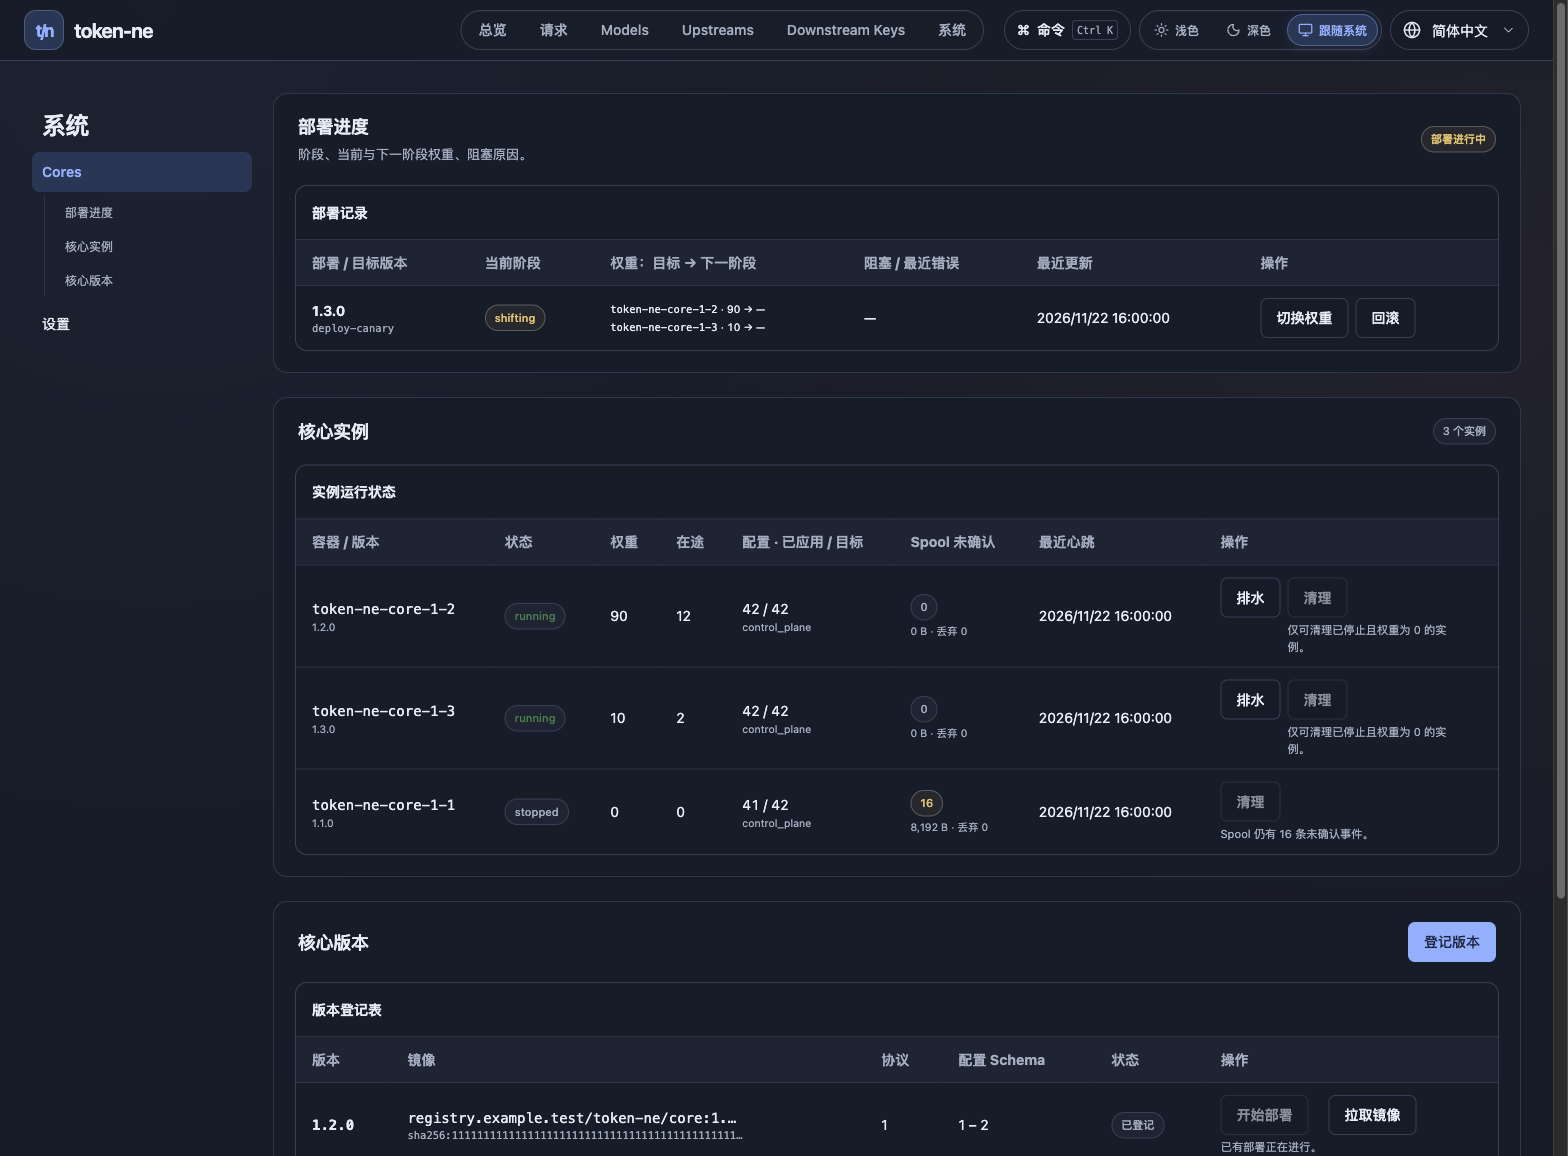 tn token-ne
总览 请求 Models Upstreams Downstream Keys 系统
⌘ 命令 Ctrl K
浅色 深色 跟随系统
简体中文
系统
Cores
部署进度
核心实例
核心版本
设置
部署进度
阶段、当前与下一阶段权重、阻塞原因。
部署进行中
部署记录
部署 / 目标版本 当前阶段 权重：目标 → 下一阶段 阻塞 / 最近错误 最近更新 操作
1.3.0
deploy-canary
shifting
token-ne-core-1-2 · 90 → —
token-ne-core-1-3 · 10 → —
—
2026/11/22 16:00:00
切换权重 回滚
核心实例
3 个实例
实例运行状态
容器 / 版本 状态 权重 在途 配置 · 已应用 / 目标 Spool 未确认 最近心跳 操作
token-ne-core-1-2
1.2.0
running
90
12
42 / 42
control_plane
0
0 B · 丢弃 0
2026/11/22 16:00:00
排水 清理
仅可清理已停止且权重为 0 的实
例。
token-ne-core-1-3
1.3.0
running
10
2
42 / 42
control_plane
0
0 B · 丢弃 0
2026/11/22 16:00:00
排水 清理
仅可清理已停止且权重为 0 的实
例。
token-ne-core-1-1
1.1.0
stopped
0
0
41 / 42
control_plane
16
8,192 B · 丢弃 0
2026/11/22 16:00:00
清理
Spool 仍有 16 条未确认事件。
核心版本
登记版本
版本登记表
版本 镜像 协议 配置 Schema 状态 操作
1.2.0
registry.example.test/token-ne/core:1.…
sha256:11111111111111111111111111111111111111111111…
1
1 – 2
已登记
开始部署 拉取镜像
已有部署正在进行。